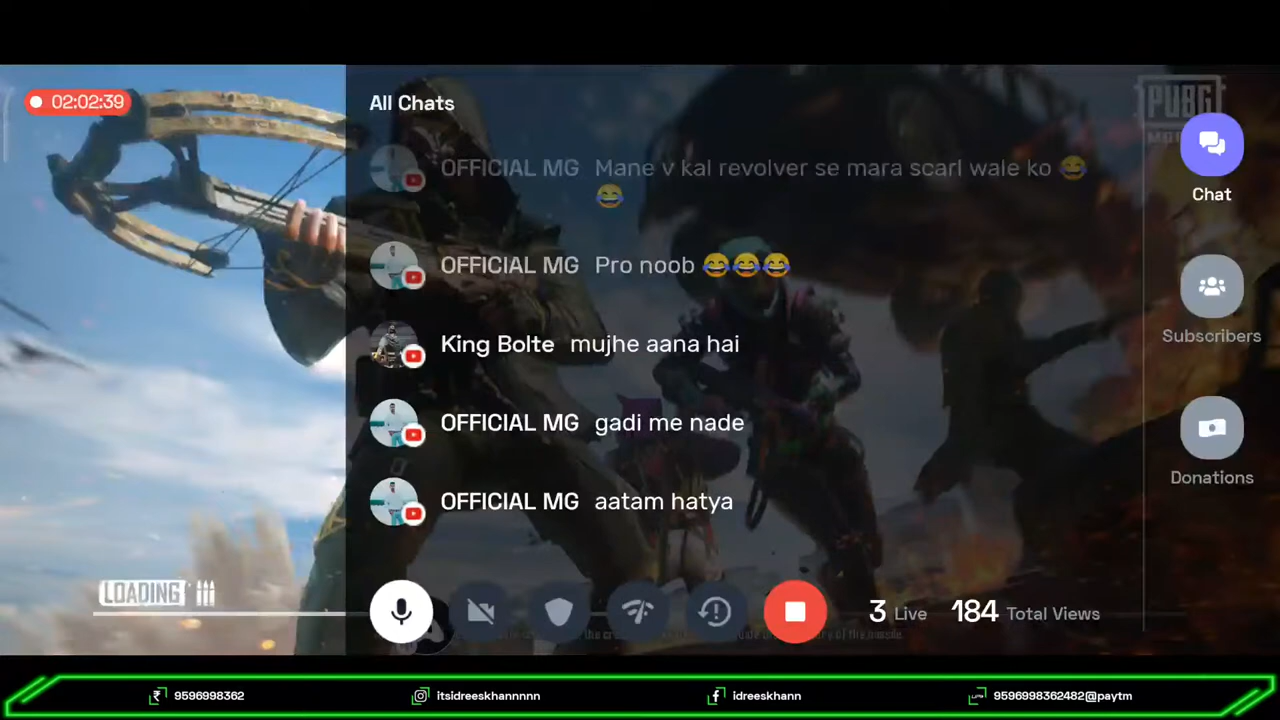 02:02:39
All Chats
PUBG
OFFICIAL MG Mane v kal revolver se mara scarl wale ko 😂
😂
Chat
OFFICIAL MG Pro noob 😂😂😂
King Bolte mujhe aana hai
Subscribers
OFFICIAL MG gadi me nade
Donations
OFFICIAL MG aatam hatya
LOADING
3 Live 184 Total Views
9596998362 itsidreeskhannnnn idreeskhann 9596998362482@paytm